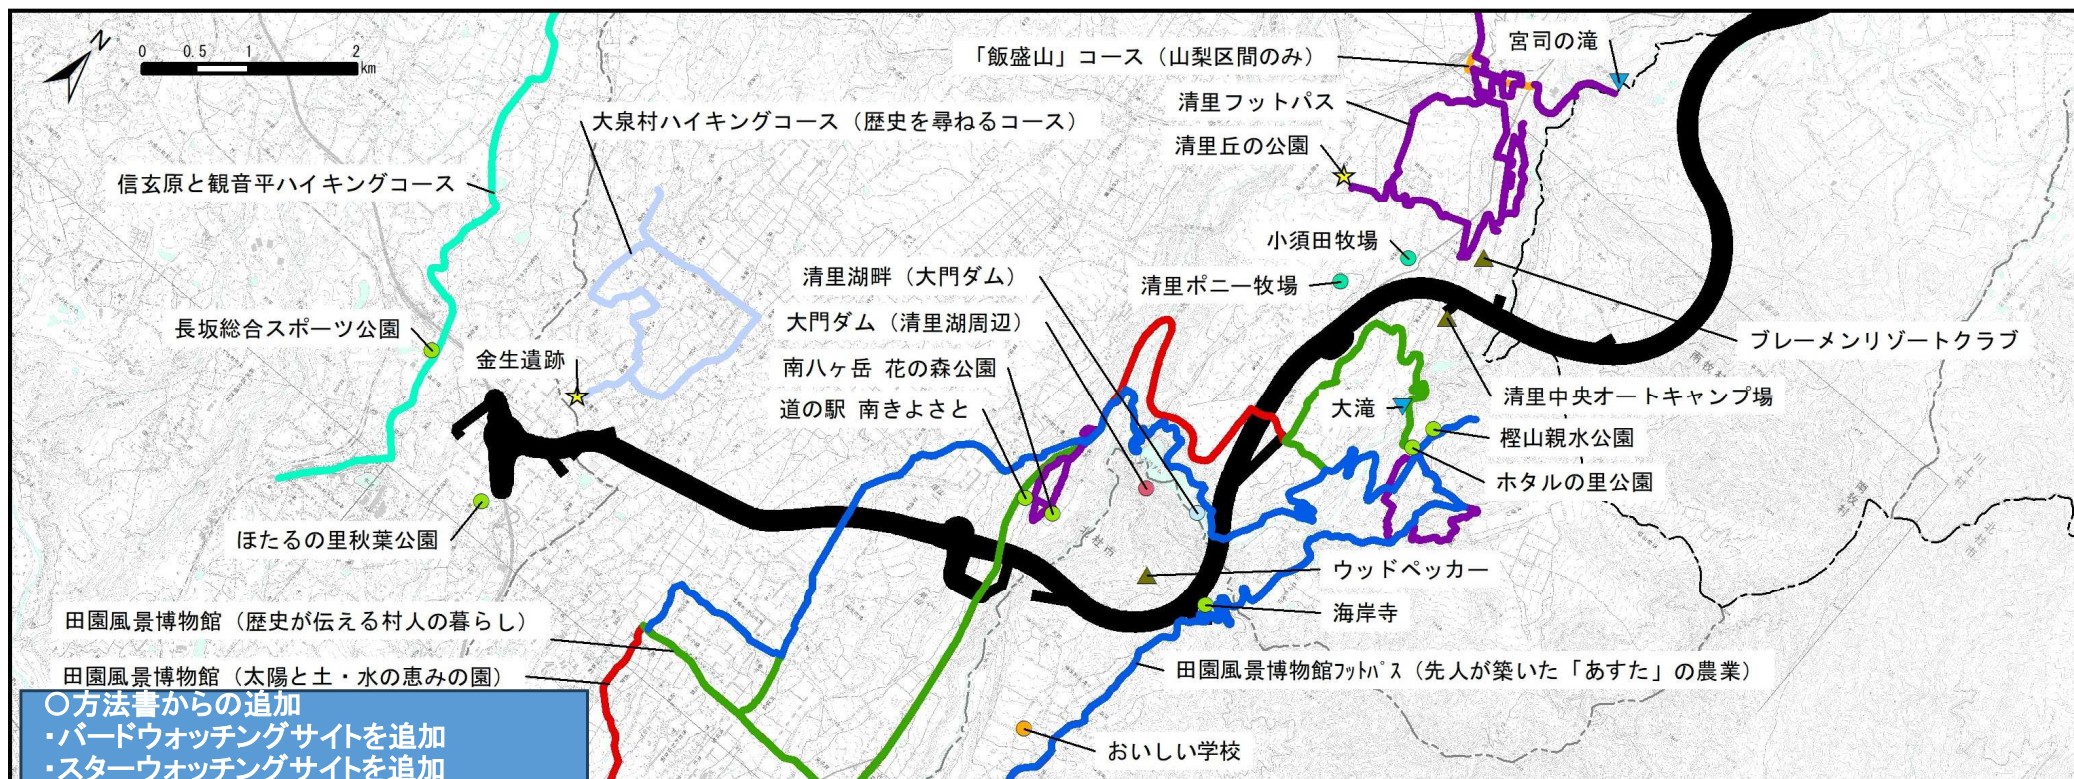 N
0 0.5 1 2
km
「飯盛山」コース（山梨区間のみ）
宮司の滝
清里フットパス
大泉村ハイキングコース（歴史を尋ねるコース）
清里丘の公園
信玄原と観音平ハイキングコース
小須田牧場
清里湖畔（大門ダム）
清里ポニー牧場
長坂総合スポーツ公園
大門ダム（清里湖周辺）
ブレーメンリゾートクラブ
金生遺跡
南八ヶ岳 花の森公園
清里中央オートキャンプ場
道の駅 南きよさと
大滝
樫山親水公園
ホタルの里公園
ほたるの里秋葉公園
北杜市
南牧村
川上村
南牧村
北杜市
ウッドペッカー
海岸寺
田園風景博物館（歴史が伝える村人の暮らし）
田園風景博物館（太陽と土・水の恵みの園）
田園風景博物館ﾌｯﾄﾊﾟｽ（先人が築いた「あすた」の農業）
おいしい学校
○方法書からの追加
・バードウォッチングサイトを追加
・スターウォッチングサイトを追加